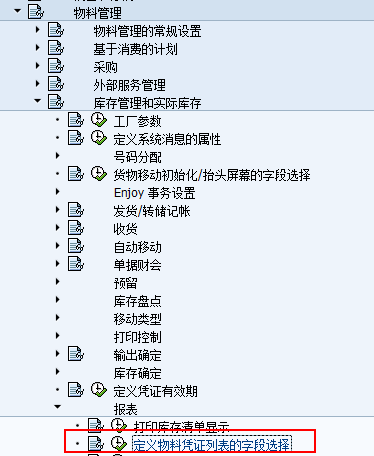 物料管理
物料管理的常规设置
基于消费的计划
采购
外部服务管理
库存管理和实际库存
工厂参数
定义系统消息的属性
号码分配
货物移动初始化/抬头屏幕的字段选择
Enjoy 事务设置
发货/转储记帐
收货
自动移动
单据财会
预留
库存盘点
移动类型
打印控制
输出确定
库存确定
定义凭证有效期
报表
打印库存清单显示
定义物料凭证列表的字段选择